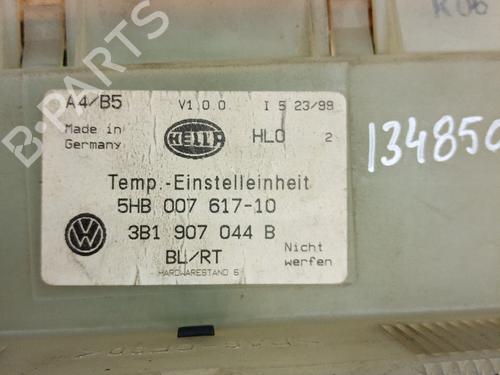 K06
A4/B5 V1.0.0 I 5 23/99
Made in Germany
HELLA
HLO 2
134850
Temp.-Einstelleinheit
5HB 007 617-10
3B1 907 044 B
BL/RT
Nicht werfen
HARDWARESTAND 6
B-PARTS